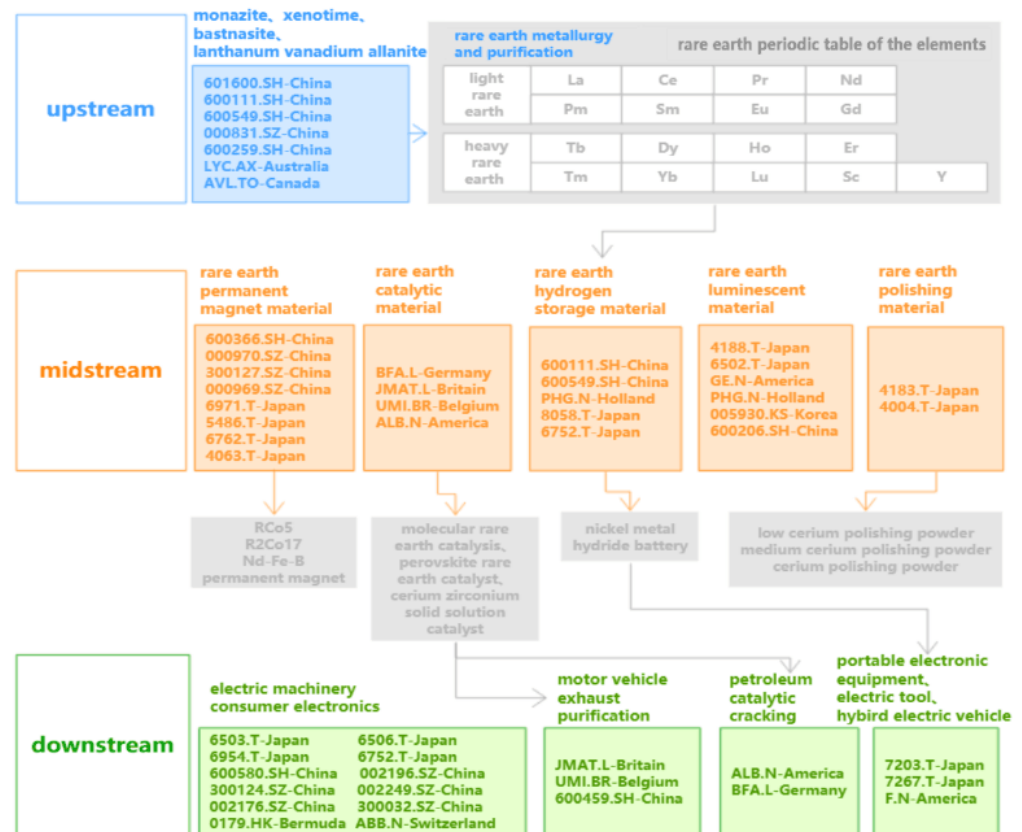 monazite、xenotime、
bastnasite、
lanthanum vanadium allanite
upstream
601600.SH-China
600111.SH-China
600549.SH-China
000831.SZ-China
600259.SH-China
LYC.AX-Australia
AVL.TO-Canada
rare earth metallurgy
and purification
rare earth periodic table of the elements
light
rare
earth
La Ce Pr Nd
Pm Sm Eu Gd
heavy
rare
earth
Tb Dy Ho Er
Tm Yb Lu Sc Y
midstream
rare earth
permanent
magnet material
600366.SH-China
000970.SZ-China
300127.SZ-China
000969.SZ-China
6971.T-Japan
5486.T-Japan
6762.T-Japan
4063.T-Japan
rare earth
catalytic
material
BFA.L-Germany
JMAT.L-Britain
UMI.BR-Belgium
ALB.N-America
rare earth
hydrogen
storage material
600111.SH-China
600549.SH-China
PHG.N-Holland
8058.T-Japan
6752.T-Japan
rare earth
luminescent
material
4188.T-Japan
6502.T-Japan
GE.N-America
PHG.N-Holland
005930.KS-Korea
600206.SH-China
rare earth
polishing
material
4183.T-Japan
4004.T-Japan
RCo5
R2Co17
Nd-Fe-B
permanent magnet
molecular rare
earth catalysis、
perovskite rare
earth catalyst、
cerium zirconium
solid solution
catalyst
nickel metal
hydride battery
low cerium polishing powder
medium cerium polishing powder
cerium polishing powder
downstream
electric machinery
consumer electronics
6503.T-Japan 6506.T-Japan
6954.T-Japan 6752.T-Japan
600580.SH-China 002196.SZ-China
300124.SZ-China 002249.SZ-China
002176.SZ-China 300032.SZ-China
0179.HK-Bermuda ABB.N-Switzerland
motor vehicle
exhaust
purification
JMAT.L-Britain
UMI.BR-Belgium
600459.SH-China
petroleum
catalytic
cracking
ALB.N-America
BFA.L-Germany
portable electronic
equipment、
electric tool、
hybird electric vehicle
7203.T-Japan
7267.T-Japan
F.N-America